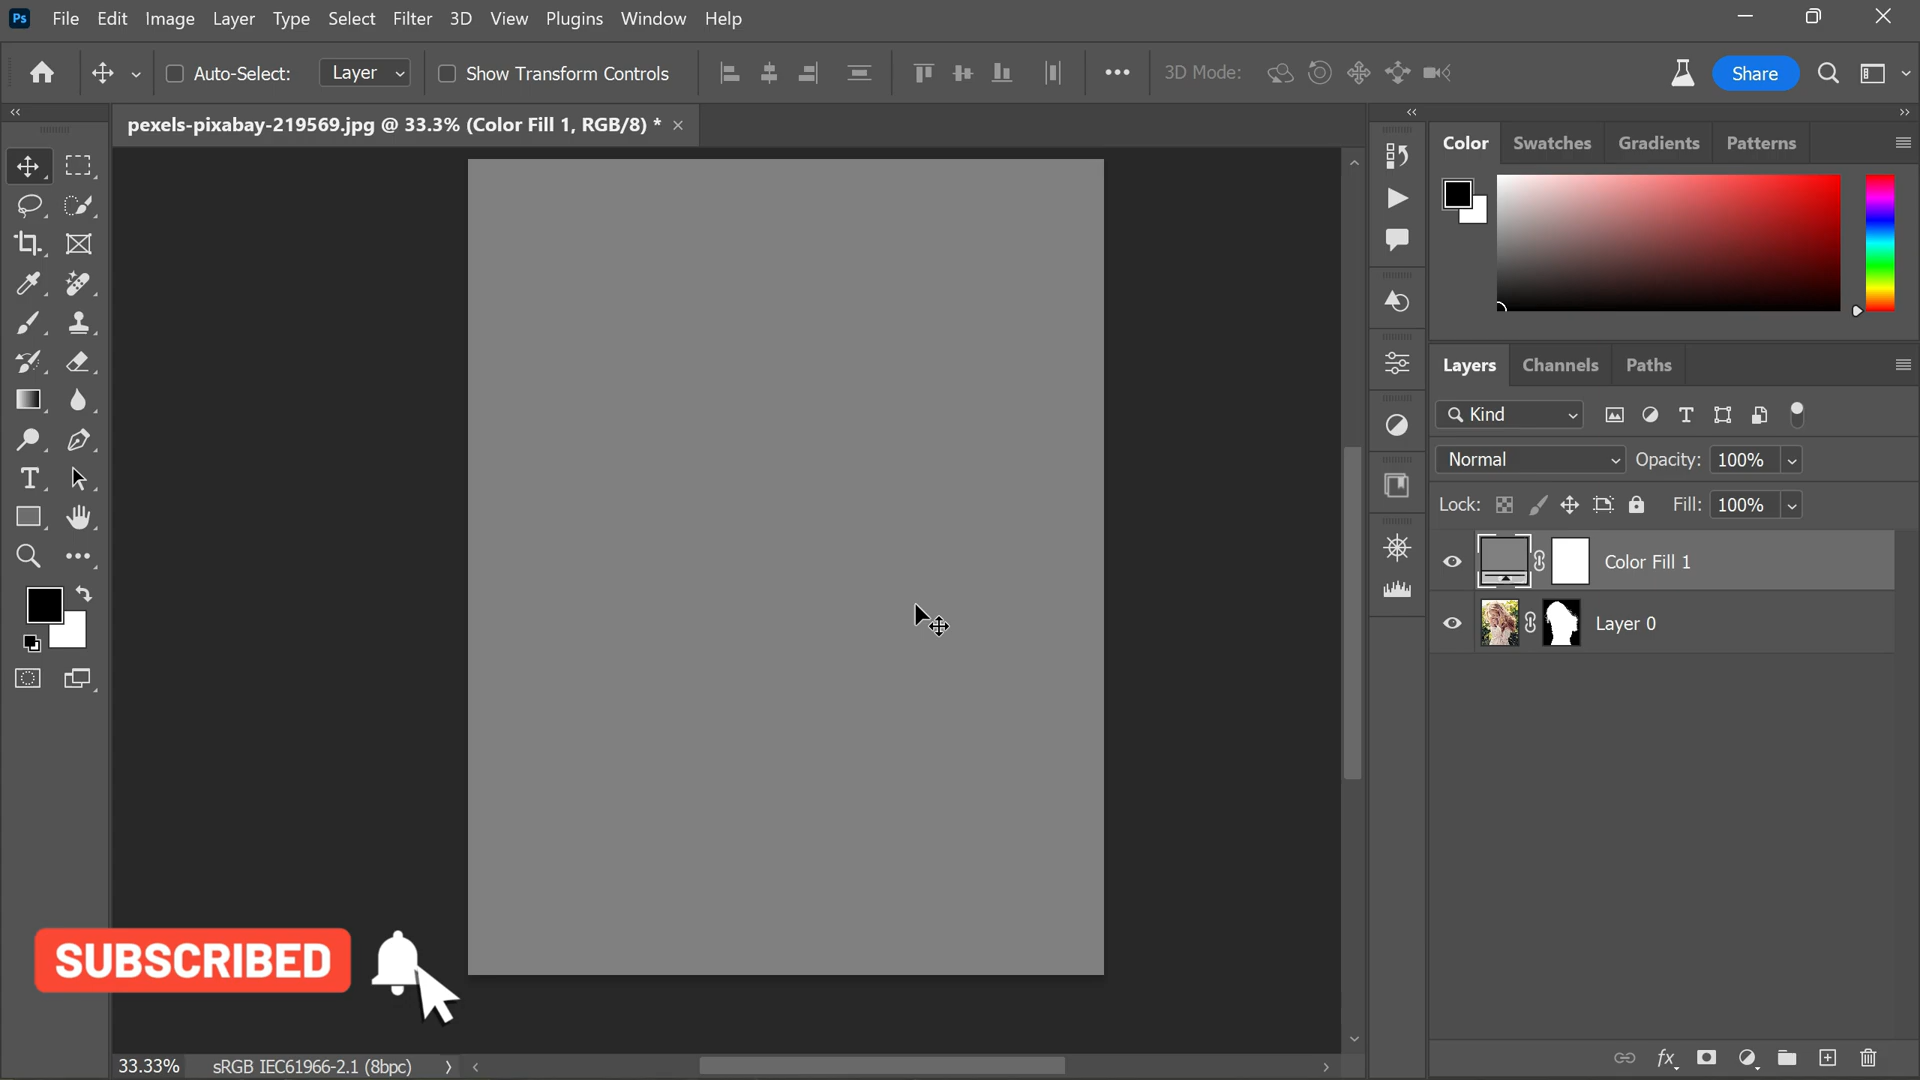 Ps File Edit Image Layer Type Select Filter 3D View Plugins Window Help
Auto-Select: Layer Show Transform Controls 3D Mode: Share
pexels-pixabay-219569.jpg @ 33.3% (Color Fill 1, RGB/8) *
Color Swatches Gradients Patterns
Layers Channels Paths
Kind
Normal Opacity: 100%
Lock: Fill: 100%
Color Fill 1
Layer 0
SUBSCRIBED
33.33% sRGB IEC61966-2.1 (8bpc)
fx